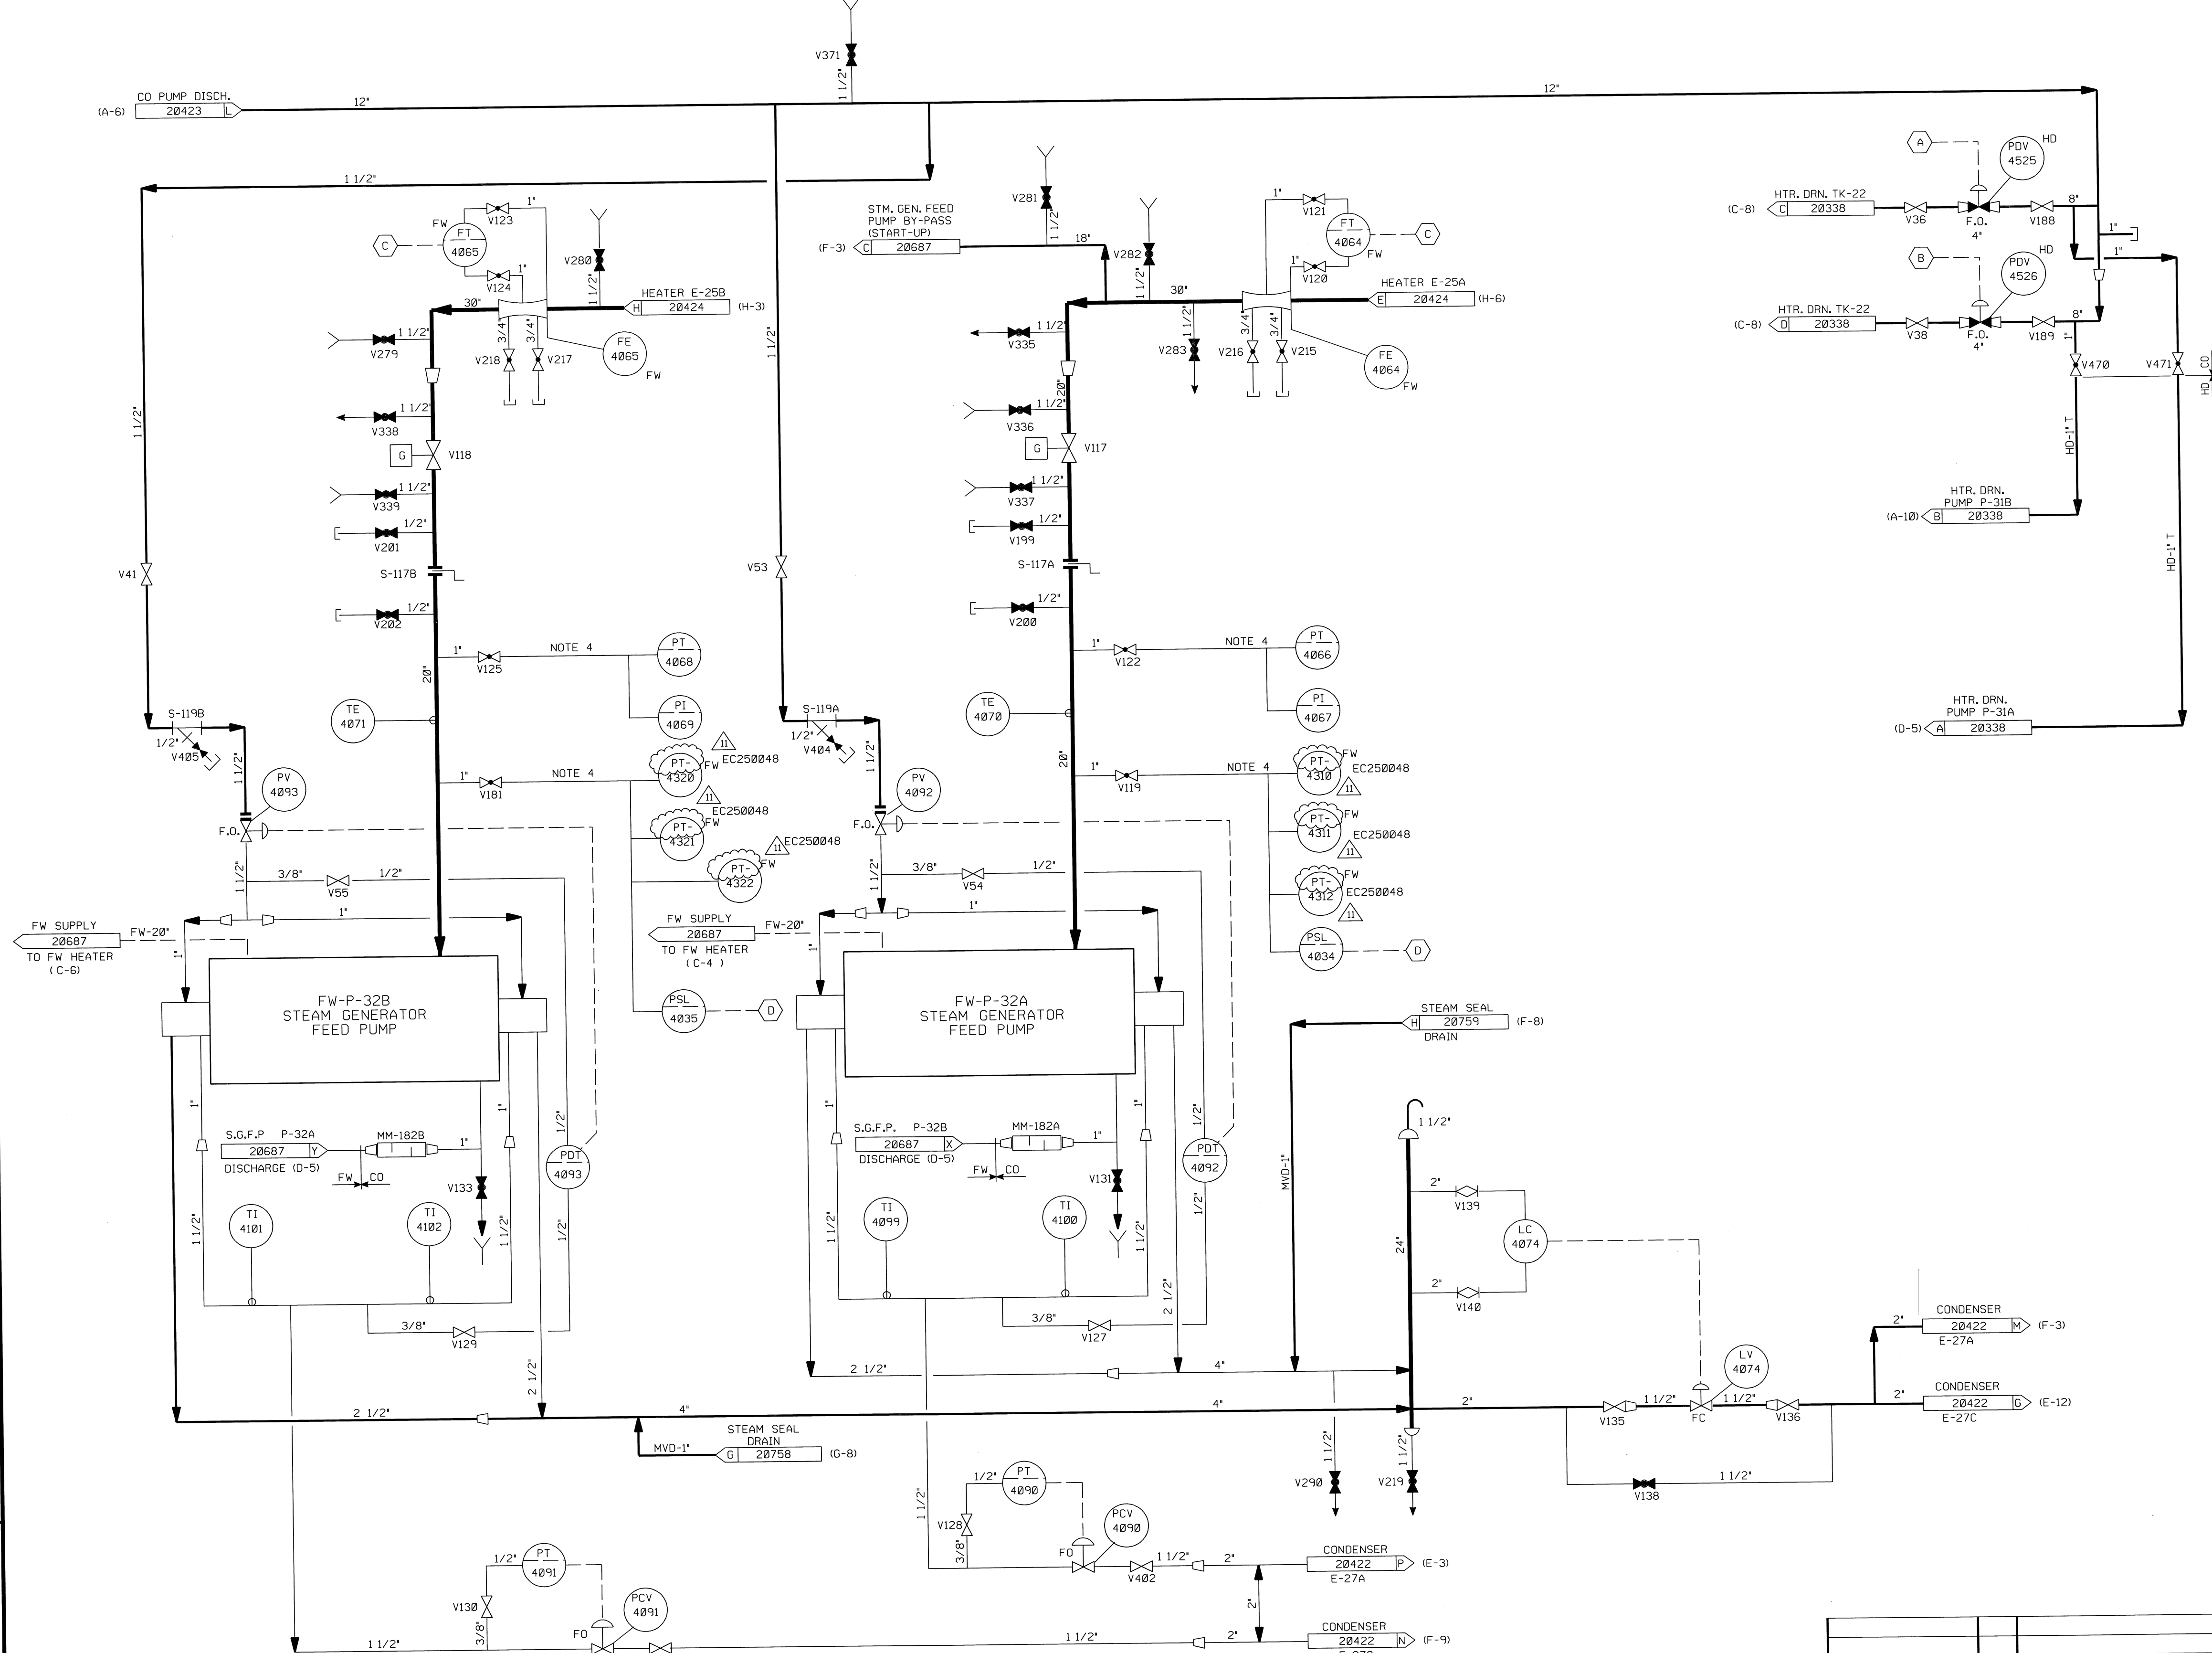 V371
1 1/2"
CO PUMP DISCH.
(A-6) 20423 L
12"
12"
1 1/2"
A
PDV
4525
HD
HTR. DRN. TK-22
(C-8) C 20338
V36
F.O.
4"
V188
8"
1"
1"
B
PDV
4526
HD
HTR. DRN. TK-22
(C-8) D 20338
V38
F.O.
4"
V189
8"
1"
V470
V471
HD CO
HD-1" T
HD-1" T
HTR. DRN.
PUMP P-31B
(A-10) B 20338
HTR. DRN.
PUMP P-31A
(D-5) A 20338
1 1/2"
V41
S-119B
1/2"
V405
1 1/2"
PV
4093
F.O.
1 1/2"
3/8"
V55
1/2"
1"
1"
FW SUPPLY
20687
TO FW HEATER
(C-6)
FW-20"
C
FW
FT
4065
V123
1"
V124
1"
V280
1 1/2"
30"
HEATER E-25B
H 20424 (H-3)
3/4"
3/4"
V218
V217
FE
4065
FW
V279
1 1/2"
1 1/2"
V338
G
V118
1 1/2"
V339
1/2"
V201
S-117B
1/2"
V202
20"
1"
V125
NOTE 4
PT
4068
PI
4069
TE
4071
1"
V181
NOTE 4
PT-
4320
FW
11
EC250048
PT-
4321
FW
11
EC250048
PT-
4322
FW
11
EC250048
PSL
4035
D
FW-P-32B
STEAM GENERATOR
FEED PUMP
1"
1"
S.G.F.P P-32A
20687 Y
DISCHARGE (D-5)
MM-182B
1"
FW CO
V133
1/2"
PDT
4093
1/2"
TI
4101
TI
4102
1 1/2"
1 1/2"
3/8"
V129
2 1/2"
1 1/2"
V53
S-119A
1/2"
V404
1 1/2"
PV
4092
F.O.
1 1/2"
3/8"
V54
1/2"
1"
1"
FW SUPPLY
20687
TO FW HEATER
(C-4 )
FW-20"
STM. GEN. FEED
PUMP BY-PASS
(START-UP)
(F-3) C 20687
V281
1 1/2"
18"
V282
1 1/2"
V121
1"
FT
4064
FW
C
1"
V120
30"
HEATER E-25A
E 20424 (H-6)
1 1/2"
V283
3/4"
3/4"
V216
V215
FE
4064
FW
1 1/2"
V335
20"
1 1/2"
V336
G
V117
1 1/2"
V337
1/2"
V199
S-117A
1/2"
V200
1"
V122
NOTE 4
PT
4066
PI
4067
TE
4070
20"
1"
V119
NOTE 4
PT-
4310
FW
EC250048
11
PT-
4311
FW
EC250048
11
PT-
4312
FW
EC250048
11
PSL
4034
D
FW-P-32A
STEAM GENERATOR
FEED PUMP
1"
1"
S.G.F.P. P-32B
20687 X
DISCHARGE (D-5)
MM-182A
1"
FW CO
V131
1/2"
PDT
4092
1/2"
TI
4099
TI
4100
1 1/2"
1 1/2"
3/8"
V127
2 1/2"
STEAM SEAL
H 20759 (F-8)
DRAIN
MVD-1"
1 1/2"
24"
2"
V139
LC
4074
2"
V140
2 1/2"
4"
2 1/2"
4"
4"
STEAM SEAL
DRAIN
MVD-1"
G 20758 (G-8)
2"
V135
1 1/2"
LV
4074
FC
1 1/2"
V136
2"
2"
CONDENSER
20422 M (F-3)
E-27A
CONDENSER
20422 G (E-12)
E-27C
1 1/2"
V290
1 1/2"
V219
V138
1 1/2"
1 1/2"
1/2"
PT
4090
V128
3/8"
FO
PCV
4090
V402
1 1/2"
2"
CONDENSER
20422 P (E-3)
E-27A
1/2"
PT
4091
V130
3/8"
FO
PCV
4091
1 1/2"
1 1/2"
2"
2"
CONDENSER
20422 N (F-9)